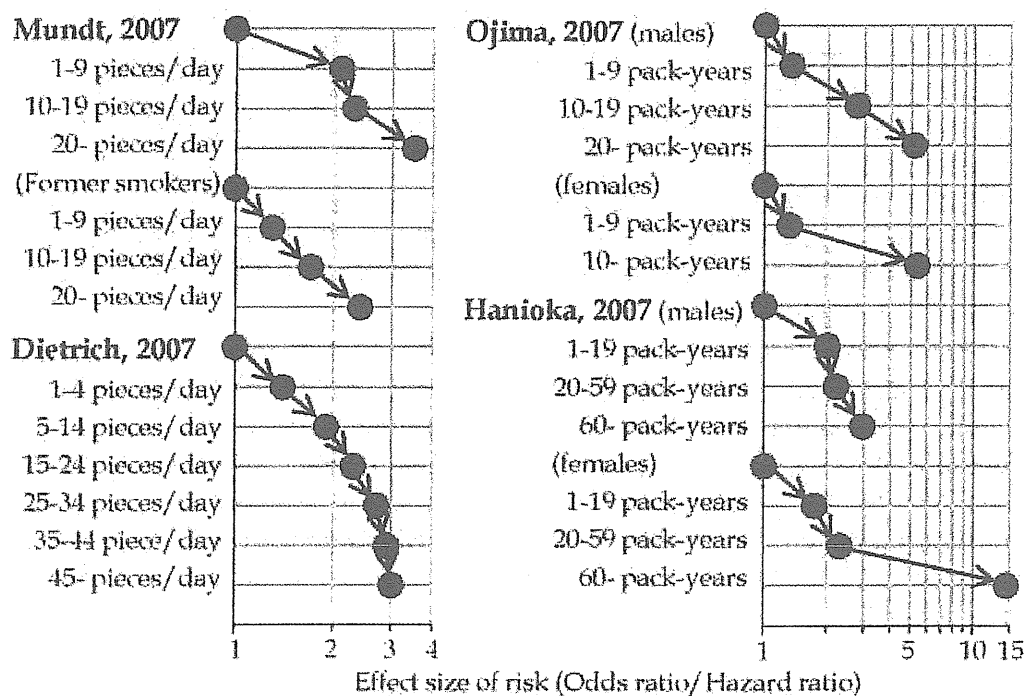 Mundt, 2007
1-9 pieces/day
10-19 pieces/day
20- pieces/day
(Former smokers)
1-9 pieces/day
10-19 pieces/day
20- pieces/day
Dietrich, 2007
1-4 pieces/day
5-14 pieces/day
15-24 pieces/day
25-34 pieces/day
35-44 piece/day
45- pieces/day
1 2 3 4
Ojima, 2007 (males)
1-9 pack-years
10-19 pack-years
20- pack-years
(females)
1-9 pack-years
10- pack-years
Hanioka, 2007 (males)
1-19 pack-years
20-59 pack-years
60- pack-years
(females)
1-19 pack-years
20-59 pack-years
60- pack-years
1 5 10 15
Effect size of risk (Odds ratio/Hazard ratio)